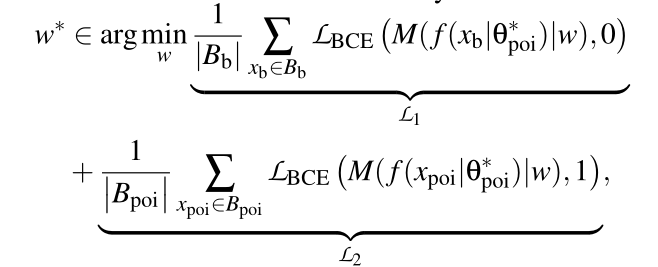 w* ∈ arg min_w 1/|B_b| ∑_{x_b∈B_b} ℒ_BCE (M(f(x_b|θ*_poi)|w), 0)
ℒ_1
+ 1/|B_poi| ∑_{x_poi∈B_poi} ℒ_BCE (M(f(x_poi|θ*_poi)|w), 1),
ℒ_2